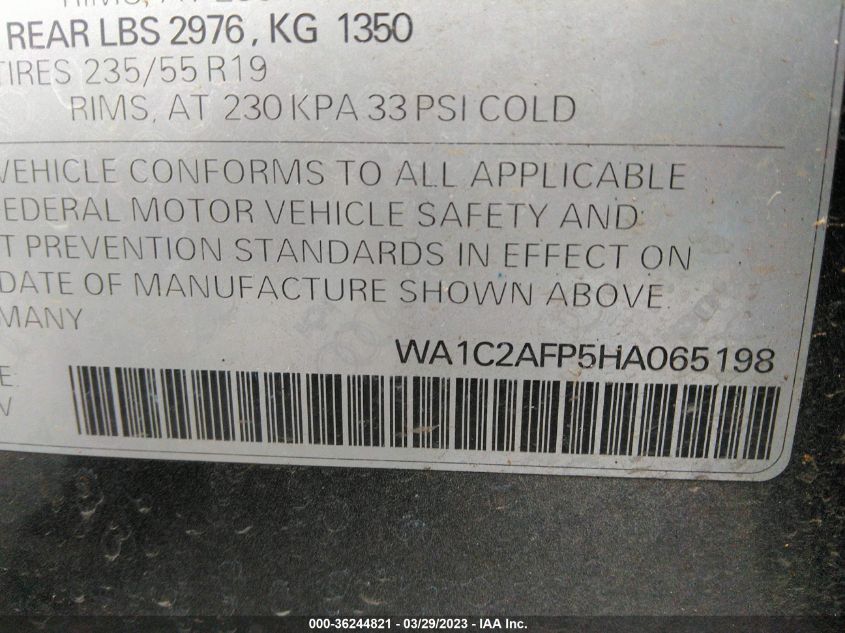 REAR LBS 2976, KG 1350
TIRES 235/55 R19
RIMS, AT 230 KPA 33 PSI COLD
VEHICLE CONFORMS TO ALL APPLICABLE
FEDERAL MOTOR VEHICLE SAFETY AND
T PREVENTION STANDARDS IN EFFECT ON
DATE OF MANUFACTURE SHOWN ABOVE.
MANY
WA1C2AFP5HA065198
E:
V
000-36244821 - 03/29/2023 - IAA Inc.